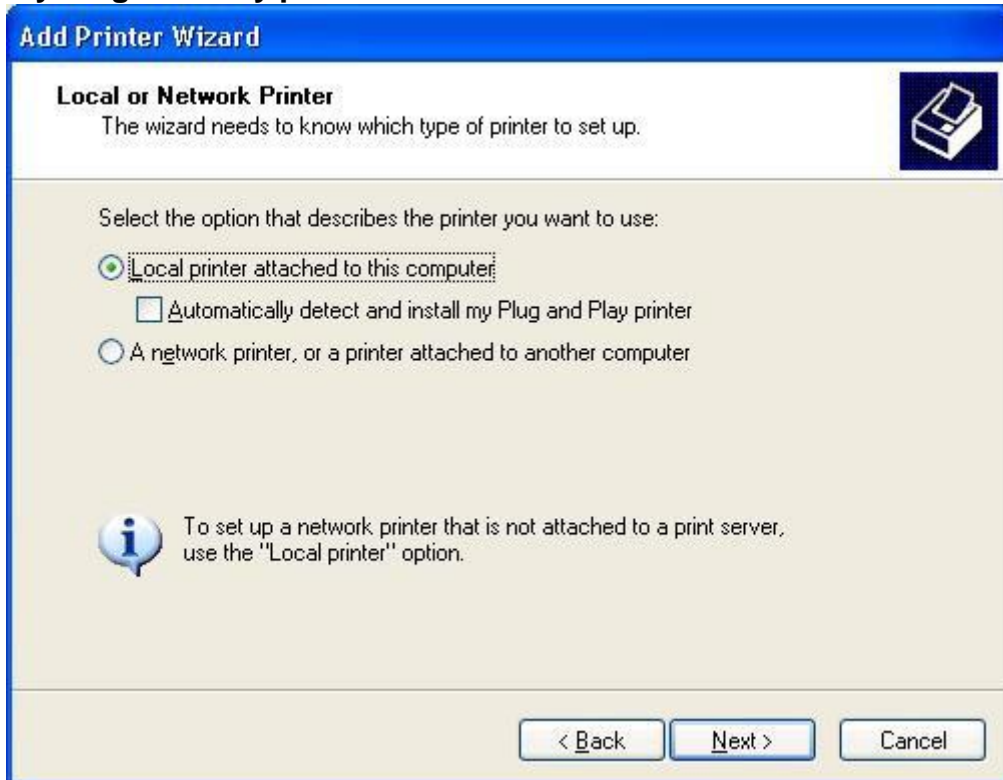 Add Printer Wizard
Local or Network Printer
The wizard needs to know which type of printer to set up.
Select the option that describes the printer you want to use:
Local printer attached to this computer
Automatically detect and install my Plug and Play printer
A network printer, or a printer attached to another computer
To set up a network printer that is not attached to a print server,
use the "Local printer" option.
< Back
Next >
Cancel